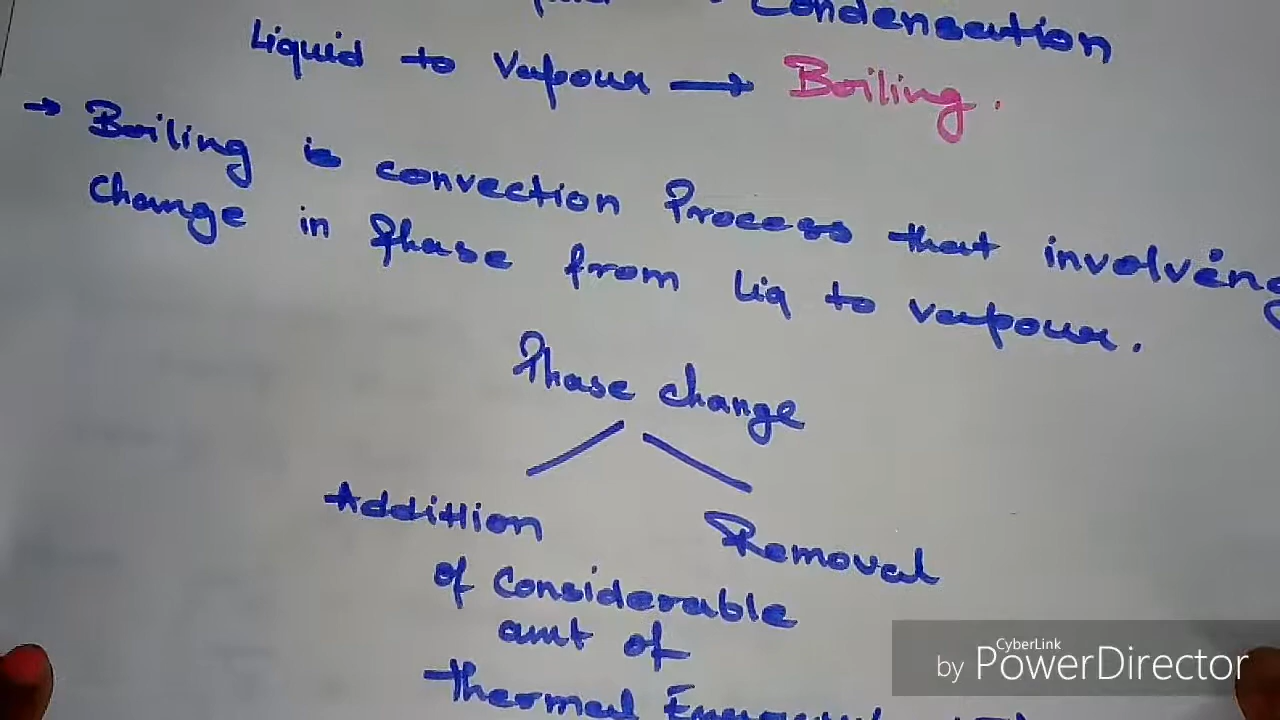 Condensation
Liquid to Vapour → Boiling.
→ Boiling is convection Process that involving
change in Phase from liq to vapour.
Phase change
Addition Removal
of considerable
amt of
thermal
CyberLink
by PowerDirector